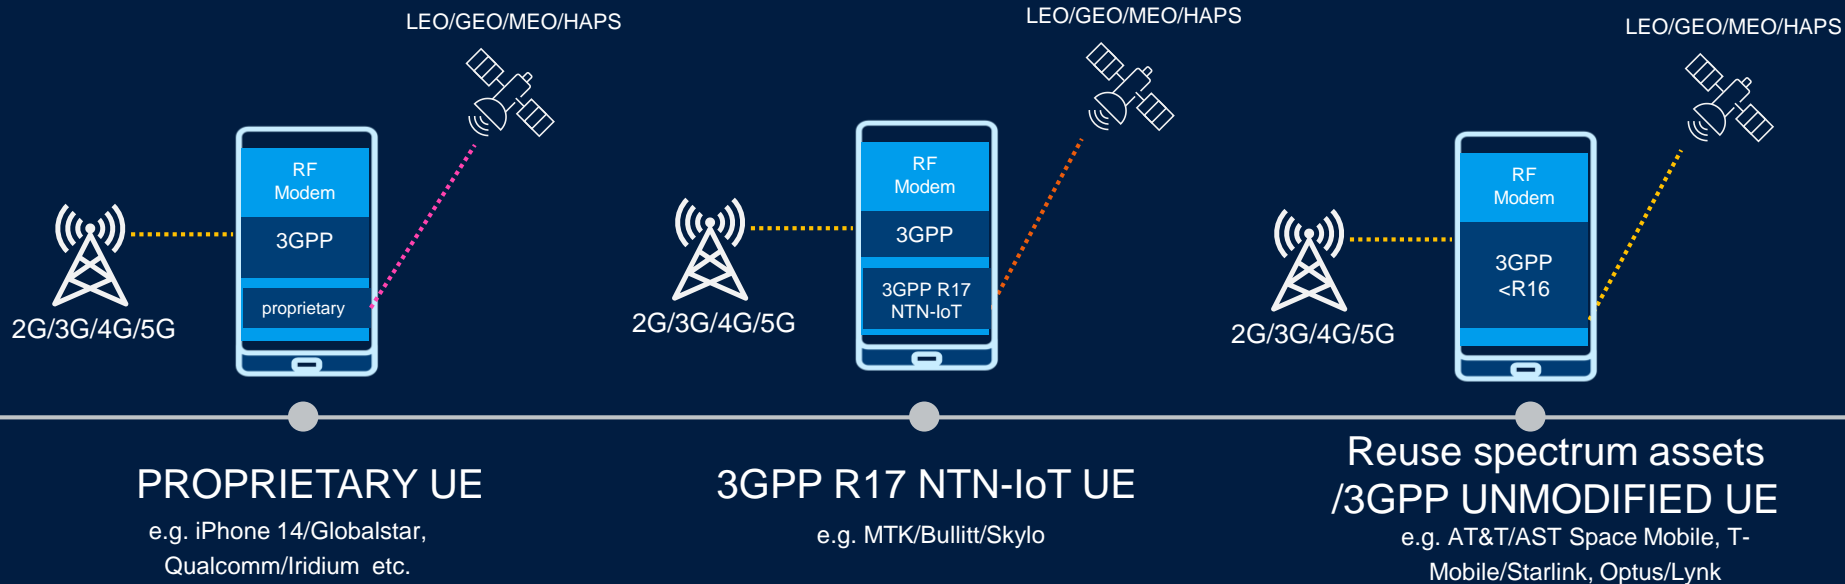 LEO/GEO/MEO/HAPS
RF
Modem
3GPP
proprietary
2G/3G/4G/5G
PROPRIETARY UE
e.g. iPhone 14/Globalstar,
Qualcomm/Iridium etc.
LEO/GEO/MEO/HAPS
RF
Modem
3GPP
3GPP R17
NTN-IoT
2G/3G/4G/5G
3GPP R17 NTN-IoT UE
e.g. MTK/Bullitt/Skylo
LEO/GEO/MEO/HAPS
RF
Modem
3GPP
<R16
2G/3G/4G/5G
Reuse spectrum assets
/3GPP UNMODIFIED UE
e.g. AT&T/AST Space Mobile, T-
Mobile/Starlink, Optus/Lynk